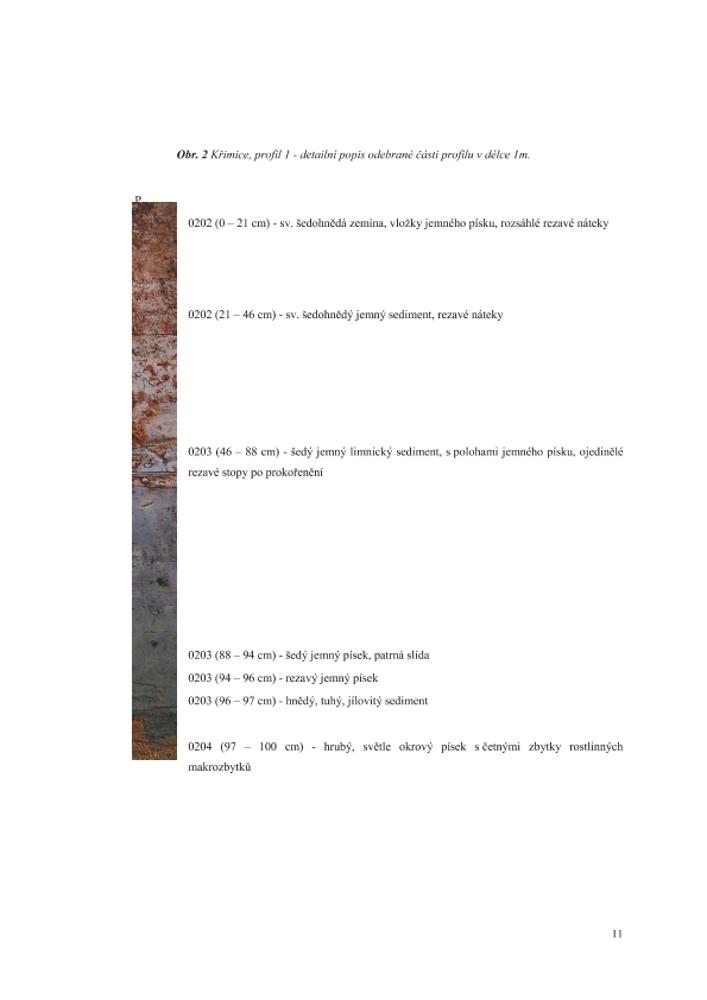 Obr. 2 Křimice, profil 1 - detailní popis odebrané části profilu v délce 1m.
P
0202 (0 – 21 cm) - sv. šedohnědá zemina, vložky jemného písku, rozsáhlé rezavé náteky
0202 (21 – 46 cm) - sv. šedohnědý jemný sediment, rezavé náteky
0203 (46 – 88 cm) - šedý jemný limnický sediment, s polohami jemného písku, ojedinělé
rezavé stopy po prokořenění
0203 (88 – 94 cm) - šedý jemný písek, patrná slída
0203 (94 – 96 cm) - rezavý jemný písek
0203 (96 – 97 cm) - hnědý, tuhý, jílovitý sediment
0204 (97 – 100 cm) - hrubý, světle okrový písek s četnými zbytky rostlinných
makrozbytků
11